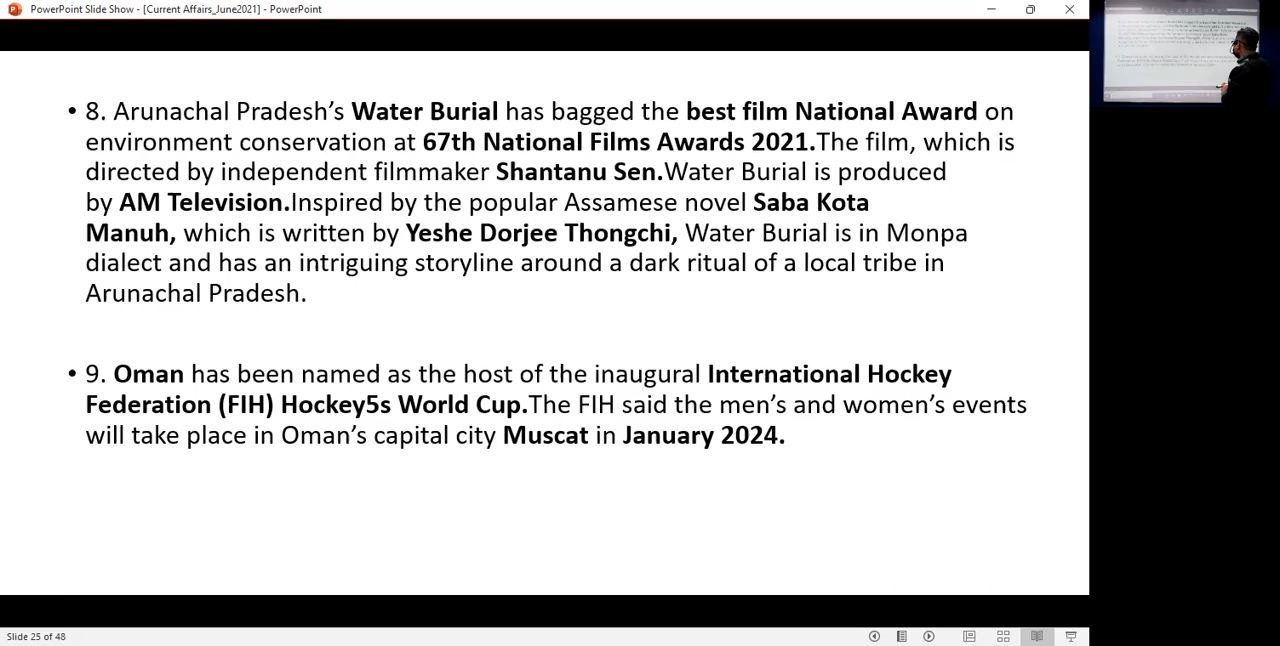 PowerPoint Slide Show - [Current Affairs_June2021] - PowerPoint
• 8. Arunachal Pradesh’s Water Burial has bagged the best film National Award on
environment conservation at 67th National Films Awards 2021.The film, which is
directed by independent filmmaker Shantanu Sen.Water Burial is produced
by AM Television.Inspired by the popular Assamese novel Saba Kota
Manuh, which is written by Yeshe Dorjee Thongchi, Water Burial is in Monpa
dialect and has an intriguing storyline around a dark ritual of a local tribe in
Arunachal Pradesh.
• 9. Oman has been named as the host of the inaugural International Hockey
Federation (FIH) Hockey5s World Cup.The FIH said the men’s and women’s events
will take place in Oman’s capital city Muscat in January 2024.
Slide 25 of 48